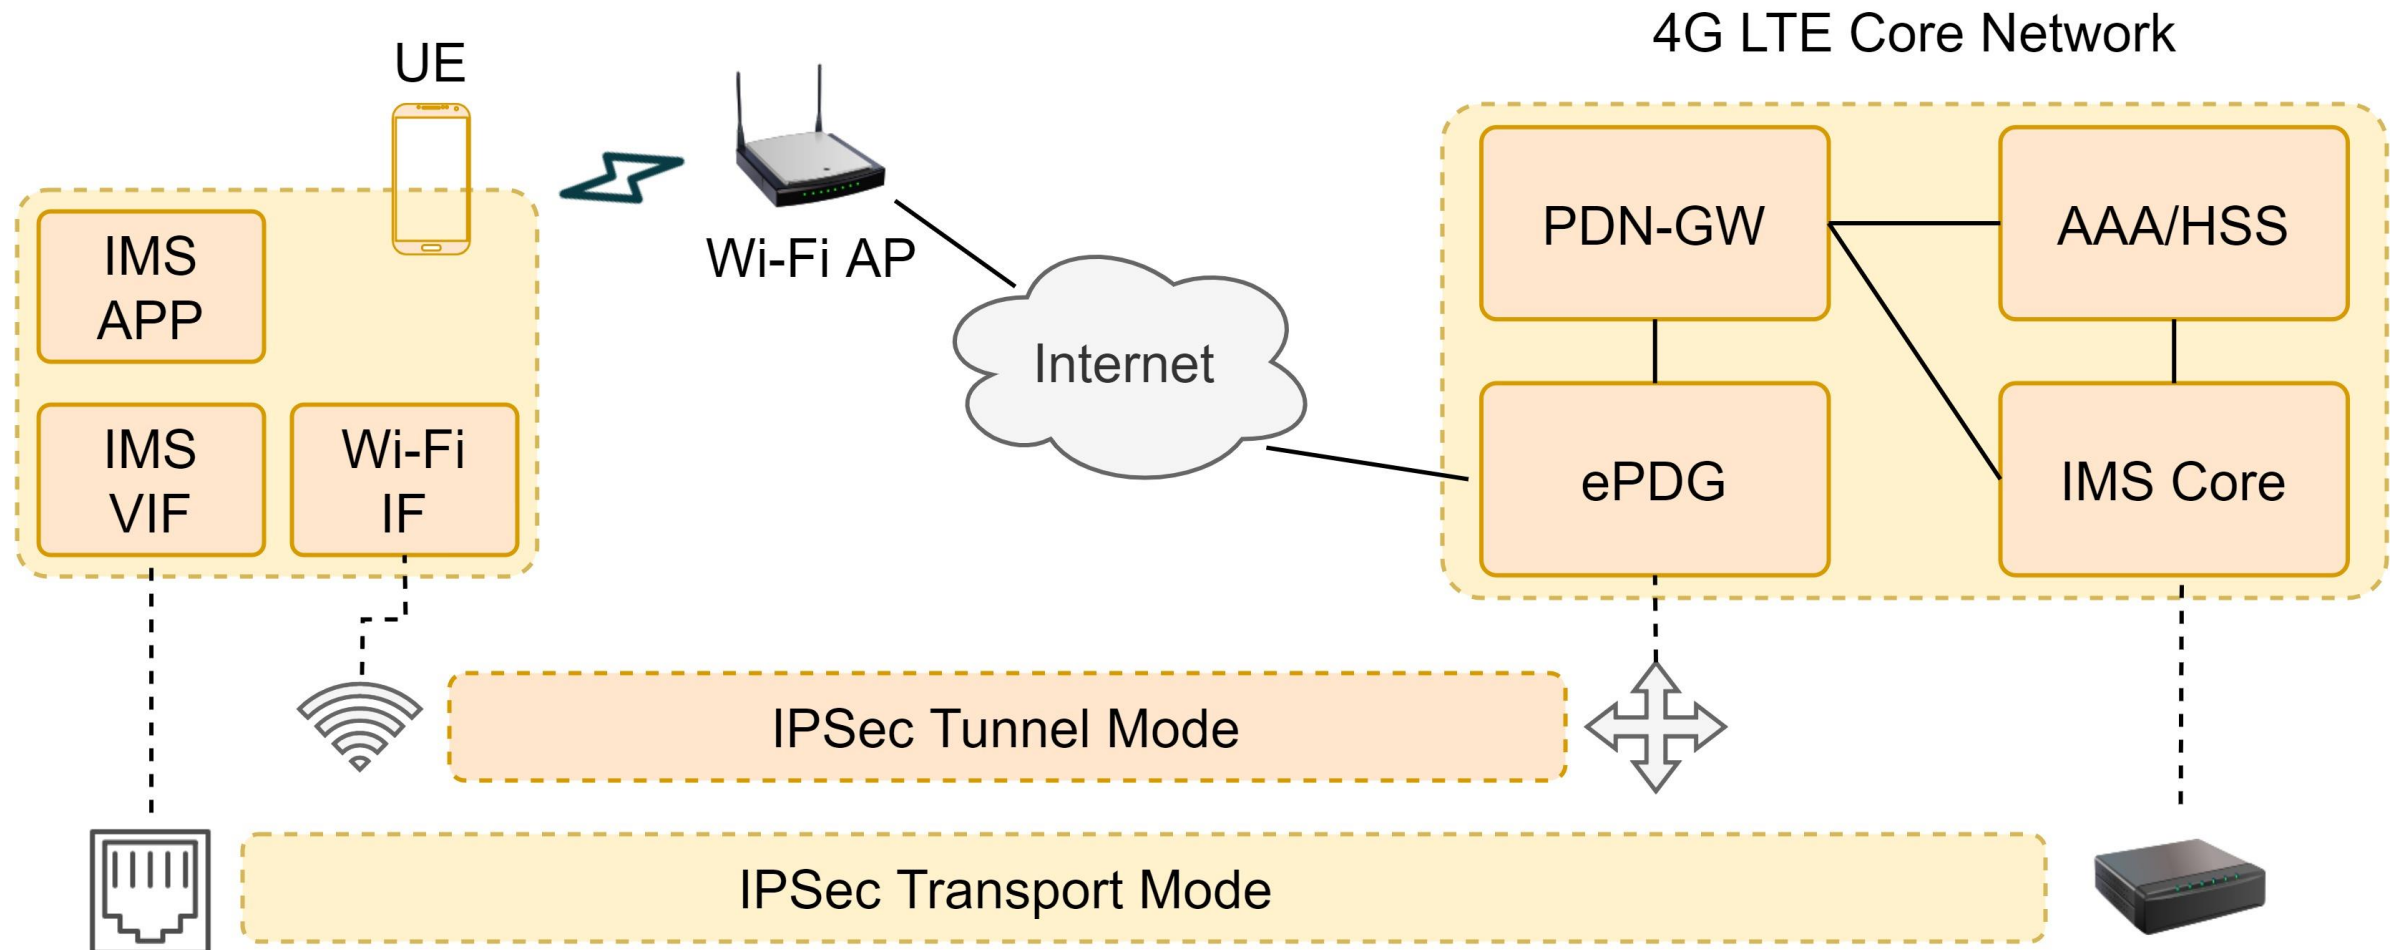 4G LTE Core Network
UE
Wi-Fi AP
IMS
APP
IMS
VIF
Wi-Fi
IF
Internet
PDN-GW
AAA/HSS
ePDG
IMS Core
IPSec Tunnel Mode
IPSec Transport Mode